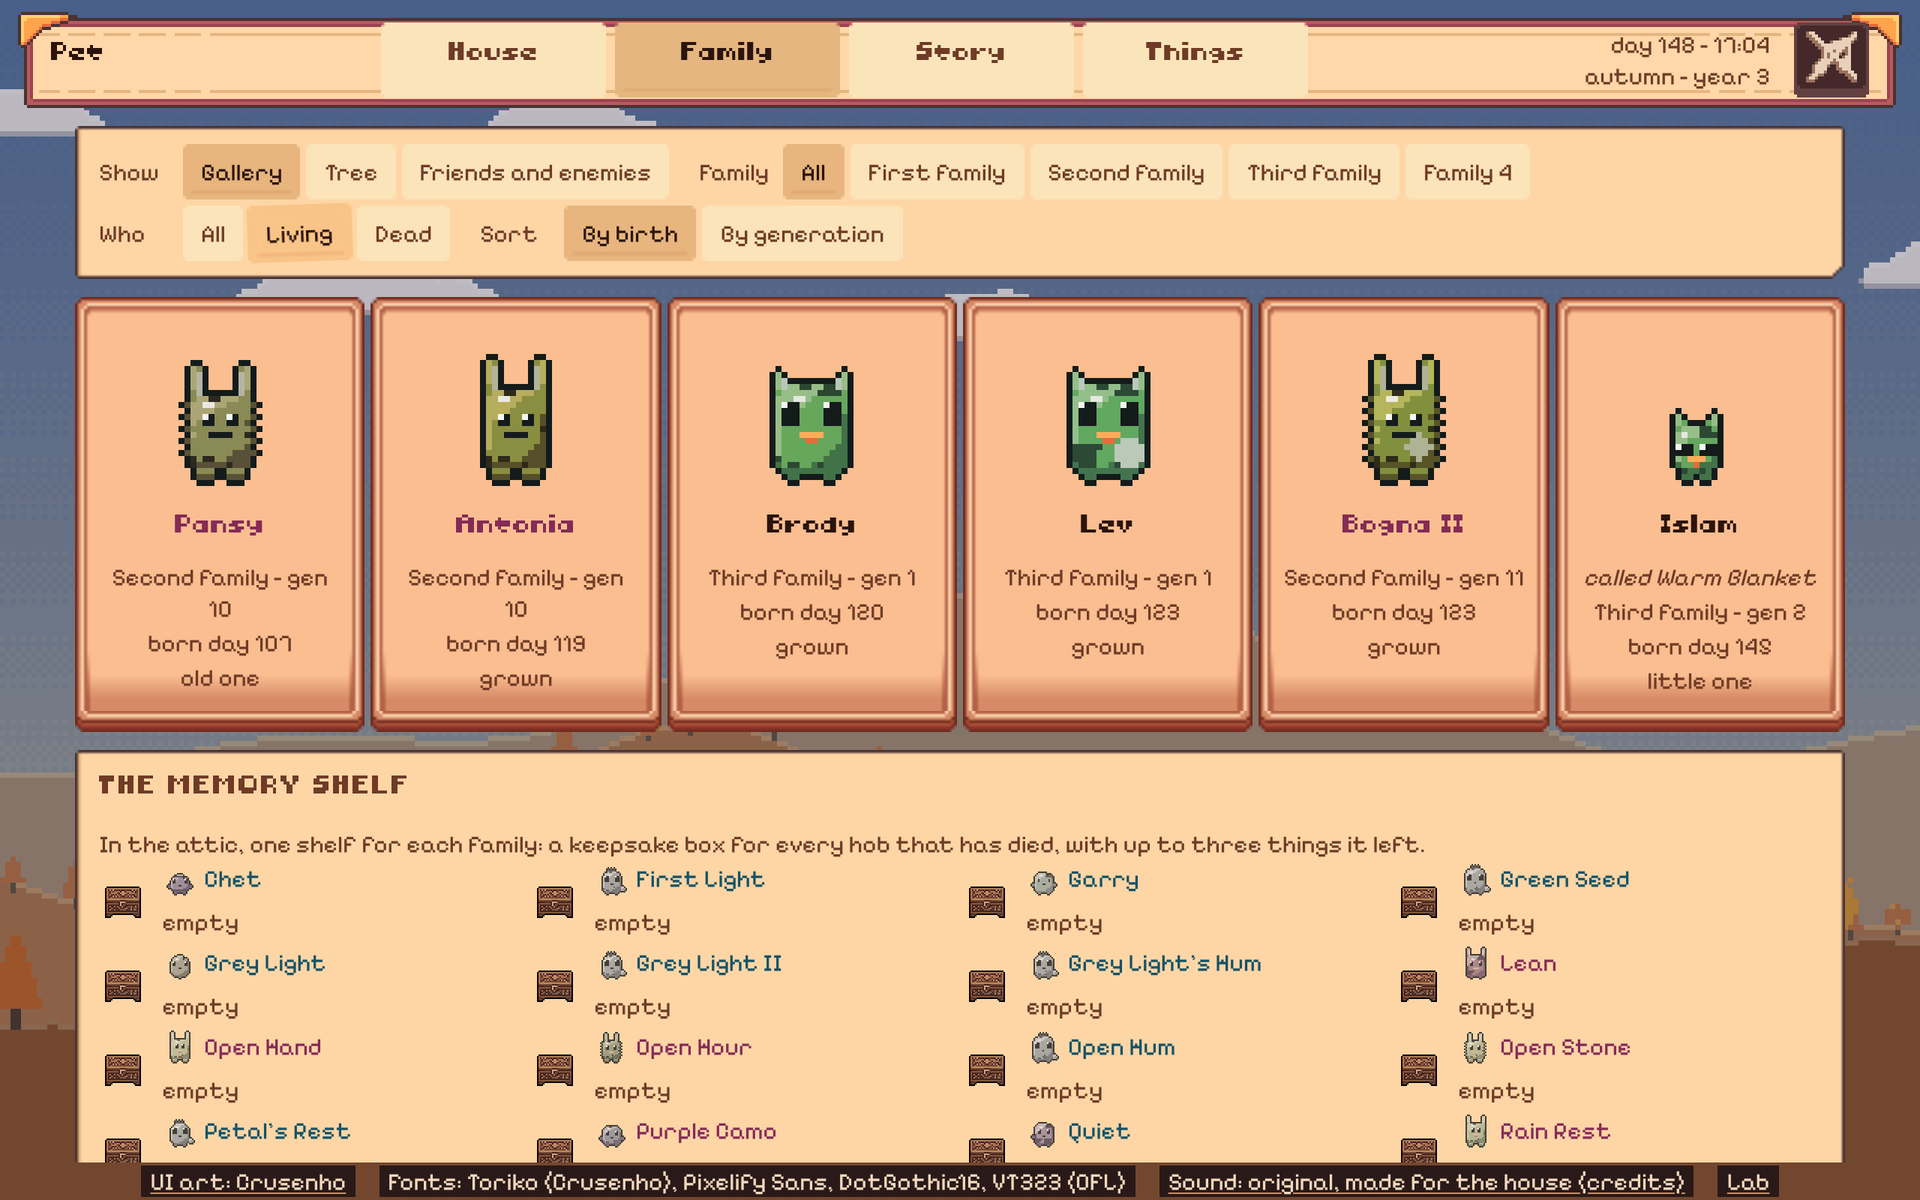 Pet House Family Story Things day 148 - 17:04
autumn - year 3
Show Gallery Tree Friends and enemies Family All First Family Second Family Third Family Family 4
Who All Living Dead Sort By birth By generation
Pansy Antonia Brody Lev Bogna II Islam
Second Family - gen 10
born day 107
old one
Second Family - gen 10
born day 119
grown
Third Family - gen 1
born day 120
grown
Third Family - gen 1
born day 123
grown
Second Family - gen 11
born day 123
grown
called Warm Blanket
Third Family - gen 2
born day 148
little one
THE MEMORY SHELF
In the attic, one shelf for each family: a keepsake box for every hob that has died, with up to three things it left.
Chet First Light Garry Green Seed
empty empty empty empty
Grey Light Grey Light II Grey Light's Hum Lean
empty empty empty empty
Open Hand Open Hour Open Hum Open Stone
empty empty empty empty
Petal's Rest Purple Camo Quiet Rain Rest
UI art: Crusenho Fonts: Toriko (Crusenho), Pixelify Sans, DotGothic16, VT323 (OFL) Sound: original, made for the house (credits) Lab